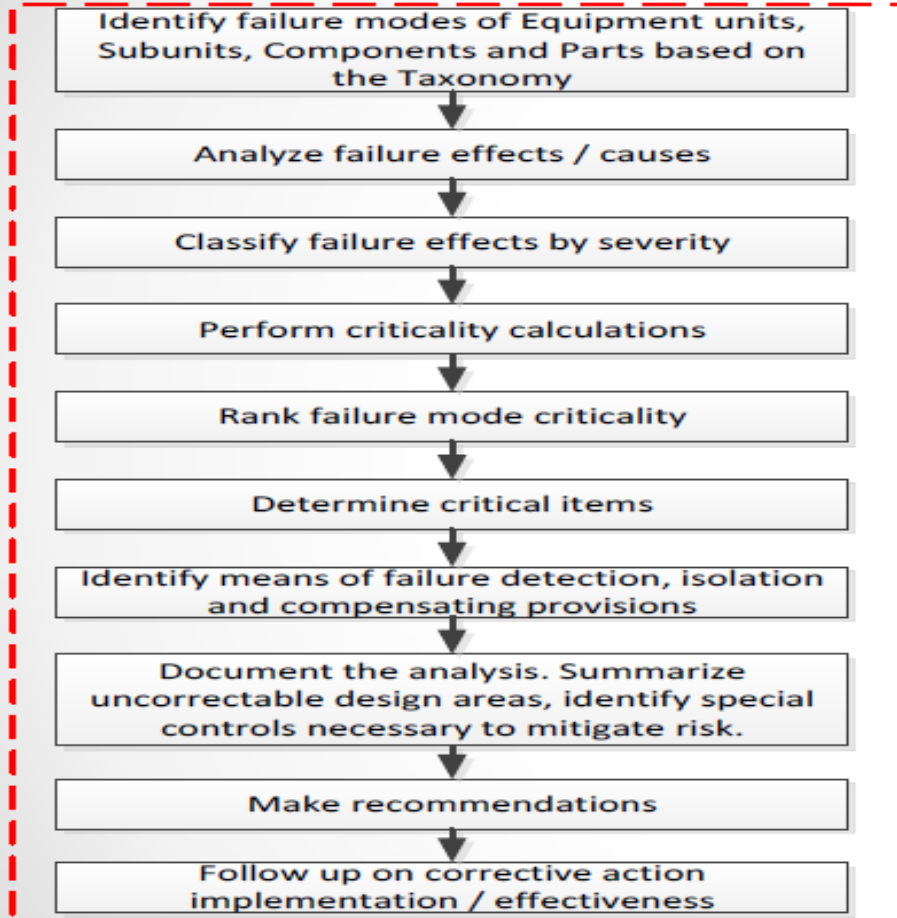 Identify failure modes of Equipment units,
Subunits, Components and Parts based on
the Taxonomy
Analyze failure effects / causes
Classify failure effects by severity
Perform criticality calculations
Rank failure mode criticality
Determine critical items
Identify means of failure detection, isolation
and compensating provisions
Document the analysis. Summarize
uncorrectable design areas, identify special
controls necessary to mitigate risk.
Make recommendations
Follow up on corrective action
implementation / effectiveness